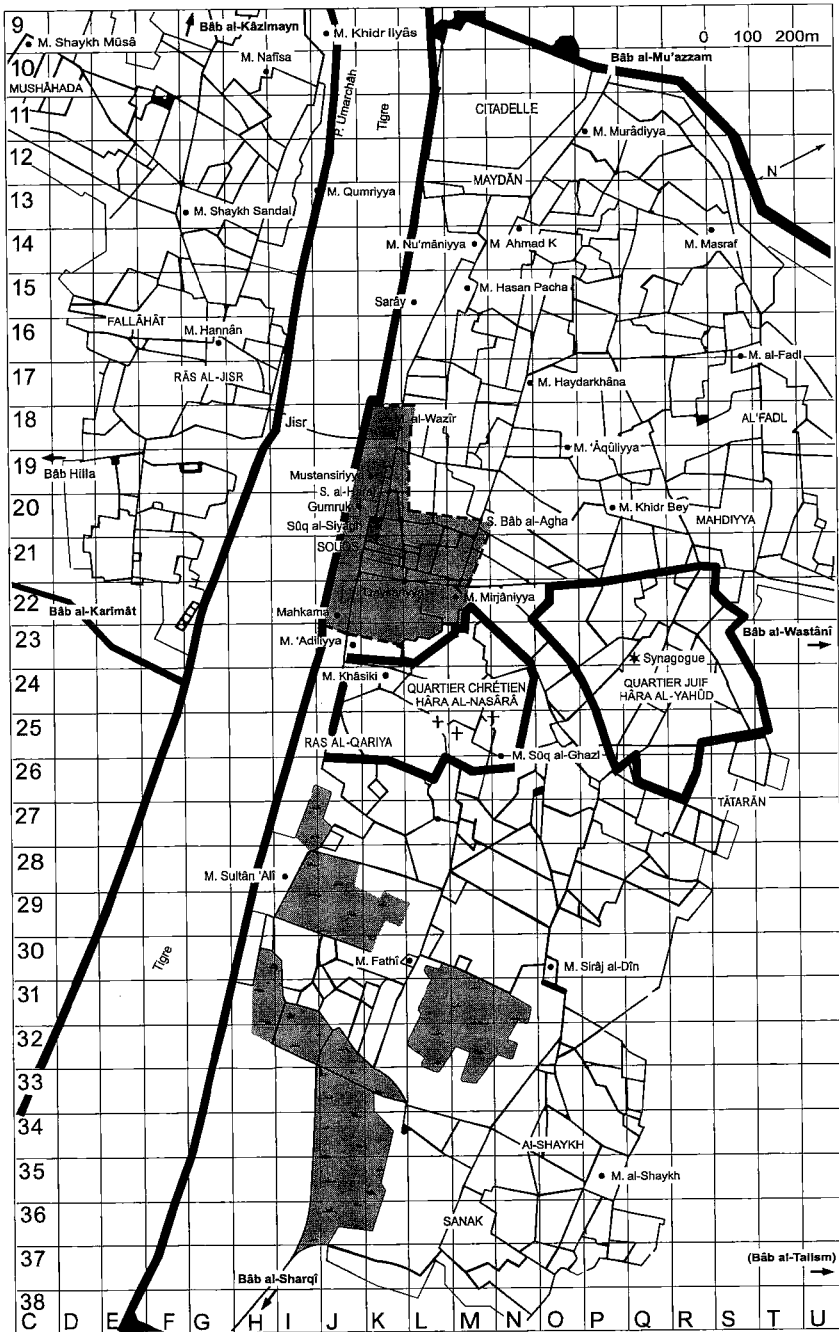 9
Bâb al-Kâzimayn
M. Khidr Ilyâs
M. Shaykh Mūsâ
0 100 200m
10
M. Nafîsa
Bâb al-Mu'azzam
MUSHÂHADA
P. Umarchâh
Tigre
CITADELLE
11
M. Murâdiyya
12
N
MAYDÂN
13
M. Qumriyya
M. Shaykh Sandal
14
M. Nu'mâniyya
M Ahmad K
M. Masraf
15
M. Hasan Pacha
Sarây
FALLÂHÂT
16
M. Hannân
M. al-Fadl
17
RÂS AL-JISR
M. Haydarkhâna
18
Jisr
M. al-Wazîr
AL'FADL
19
M. 'Âqûliyya
Bâb Hilla
Mustansiriyya
S. al-Harâj
20
Gumruk
M. Khidr Bey
Sûq al-Siyâgh
S. Bâb al-Agha
MAHDIYYA
21
SOUQS
22
Bâb al-Karîmât
Mahkama
M. Mirjâniyya
23
M. 'Adiliyya
Synagogue
Bâb al-Wastânî
24
M. Khâsikî
QUARTIER CHRÉTIEN
HÂRA AL-NASÂRÂ
QUARTIER JUIF
HÂRA AL-YAHÛD
25
RAS AL-QARIYA
26
M. Sûq al-Ghazl
TÂTARÂN
27
28
M. Sultân 'Alî
29
30
Tigre
M. Fathî
M. Sirâj al-Dîn
31
32
33
34
Al-SHAYKH
35
M. al-Shaykh
36
SANAK
37
Bâb al-Sharqî
(Bâb al-Talism)
38
C D E F G H I J K L M N O P Q R S T U